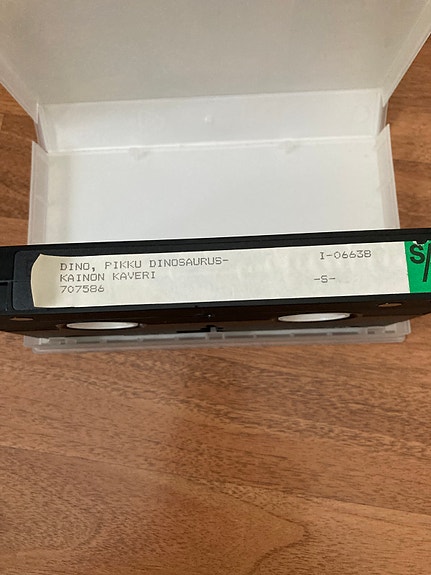 DINO, PIKKU DINOSAURUS- I-06638
KAINON KAVERI -S-
707586
S/